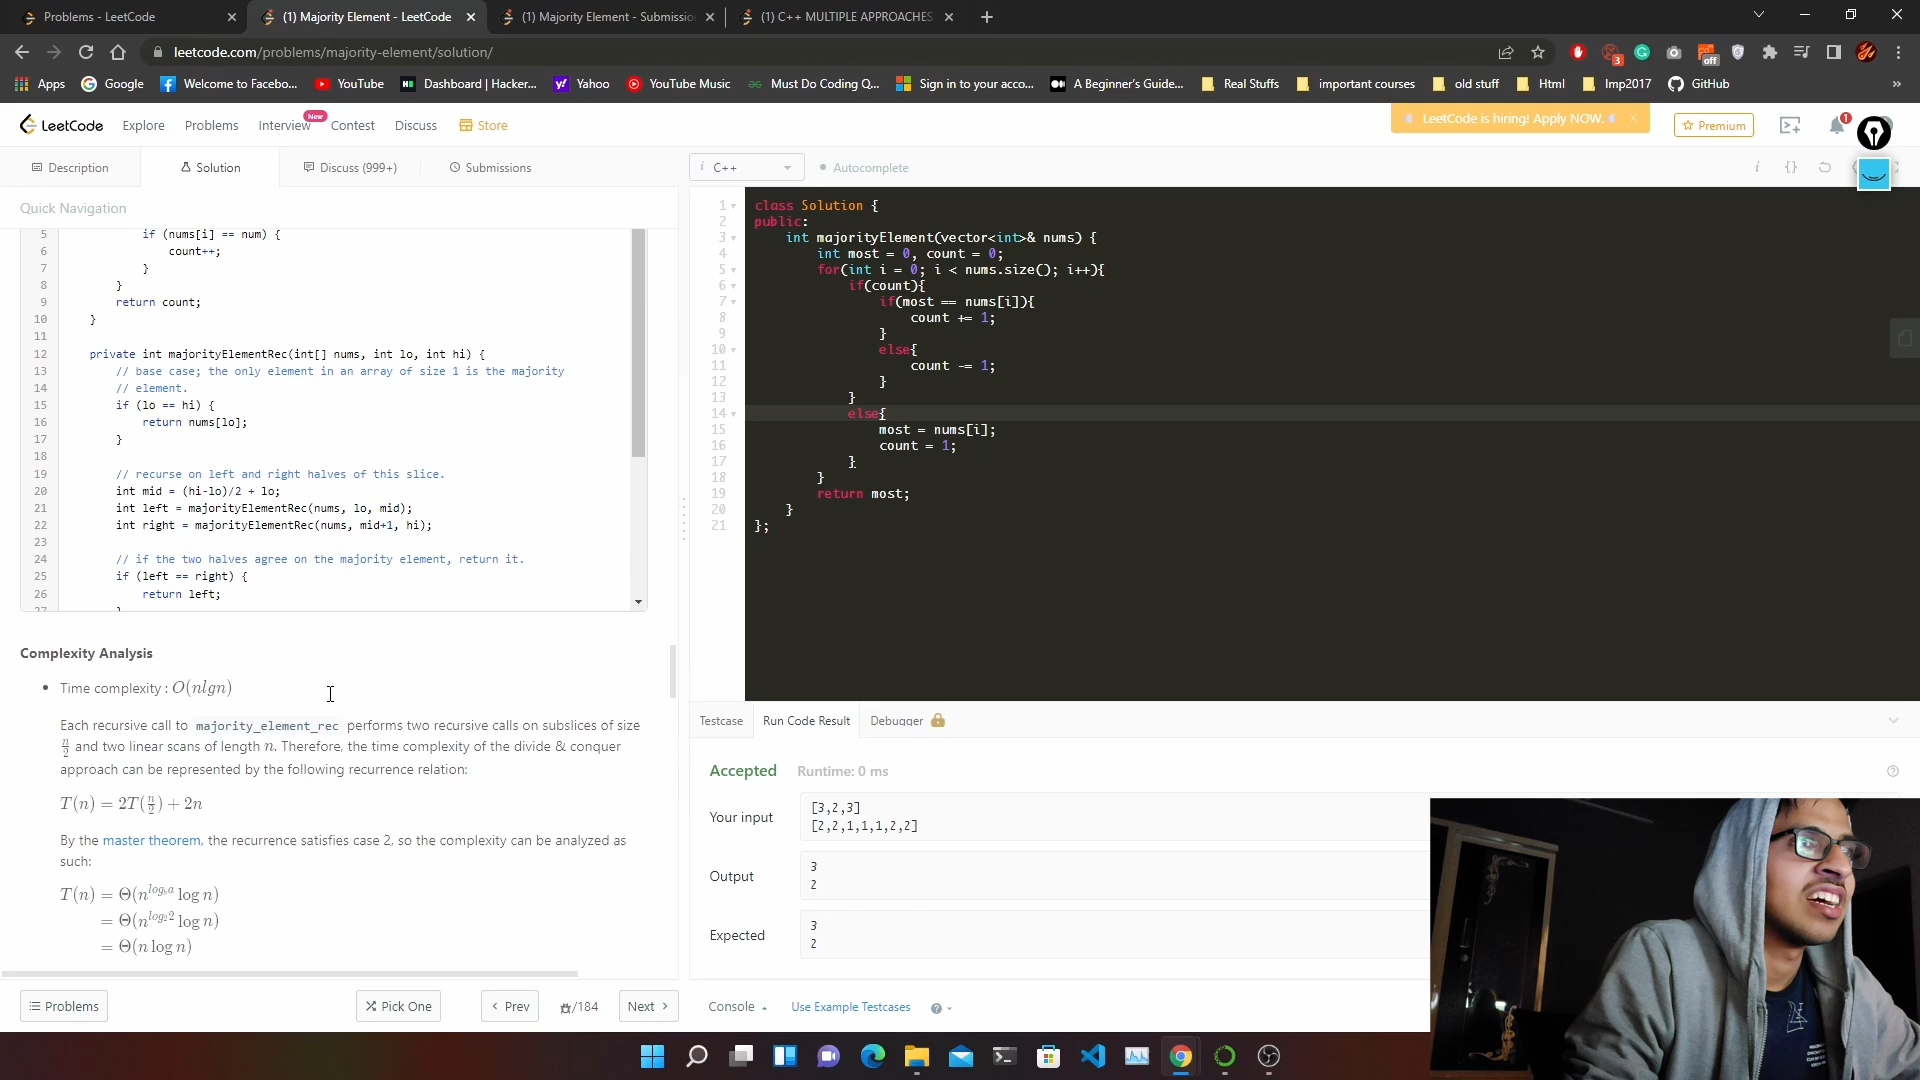 Problems - LeetCode
(1) Majority Element - LeetCode
(1) Majority Element - Submissio
(1) C++ MULTIPLE APPROACHES
leetcode.com/problems/majority-element/solution/
3
off
Apps
Google
Welcome to Facebo...
YouTube
Dashboard | Hacker...
Yahoo
YouTube Music
Must Do Coding Q...
Sign in to your acco...
A Beginner's Guide...
Real Stuffs
important courses
old stuff
Html
Imp2017
GitHub
»
LeetCode
Explore
Problems
Interview
New
Contest
Discuss
Store
LeetCode is hiring! Apply NOW.
Premium
1
Description
Solution
Discuss (999+)
Submissions
i C++
Autocomplete
Quick Navigation
5 if (nums[i] == num) {
6 count++;
7 }
8 }
9 return count;
10 }
11
12 private int majorityElementRec(int[] nums, int lo, int hi) {
13 // base case; the only element in an array of size 1 is the majority
14 // element.
15 if (lo == hi) {
16 return nums[lo];
17 }
18
19 // recurse on left and right halves of this slice.
20 int mid = (hi-lo)/2 + lo;
21 int left = majorityElementRec(nums, lo, mid);
22 int right = majorityElementRec(nums, mid+1, hi);
23
24 // if the two halves agree on the majority element, return it.
25 if (left == right) {
26 return left;
27 }
Complexity Analysis
• Time complexity : O(nlgn)
Each recursive call to majority_element_rec performs two recursive calls on subslices of size
n/2 and two linear scans of length n. Therefore, the time complexity of the divide & conquer
approach can be represented by the following recurrence relation:
T(n) = 2T(n/2) + 2n
By the master theorem, the recurrence satisfies case 2, so the complexity can be analyzed as
such:
T(n) = Θ(n^{log_b a} log n)
= Θ(n^{log_2 2} log n)
= Θ(n log n)
Problems
Pick One
Prev
/184
Next
1 class Solution {
2 public:
3 int majorityElement(vector<int>& nums) {
4 int most = 0, count = 0;
5 for(int i = 0; i < nums.size(); i++){
6 if(count){
7 if(most == nums[i]){
8 count += 1;
9 }
10 else{
11 count -= 1;
12 }
13 }
14 else{
15 most = nums[i];
16 count = 1;
17 }
18 }
19 return most;
20 }
21 };
Testcase
Run Code Result
Debugger
Accepted
Runtime: 0 ms
Your input
[3,2,3]
[2,2,1,1,1,2,2]
Output
3
2
Expected
3
2
Console
Use Example Testcases